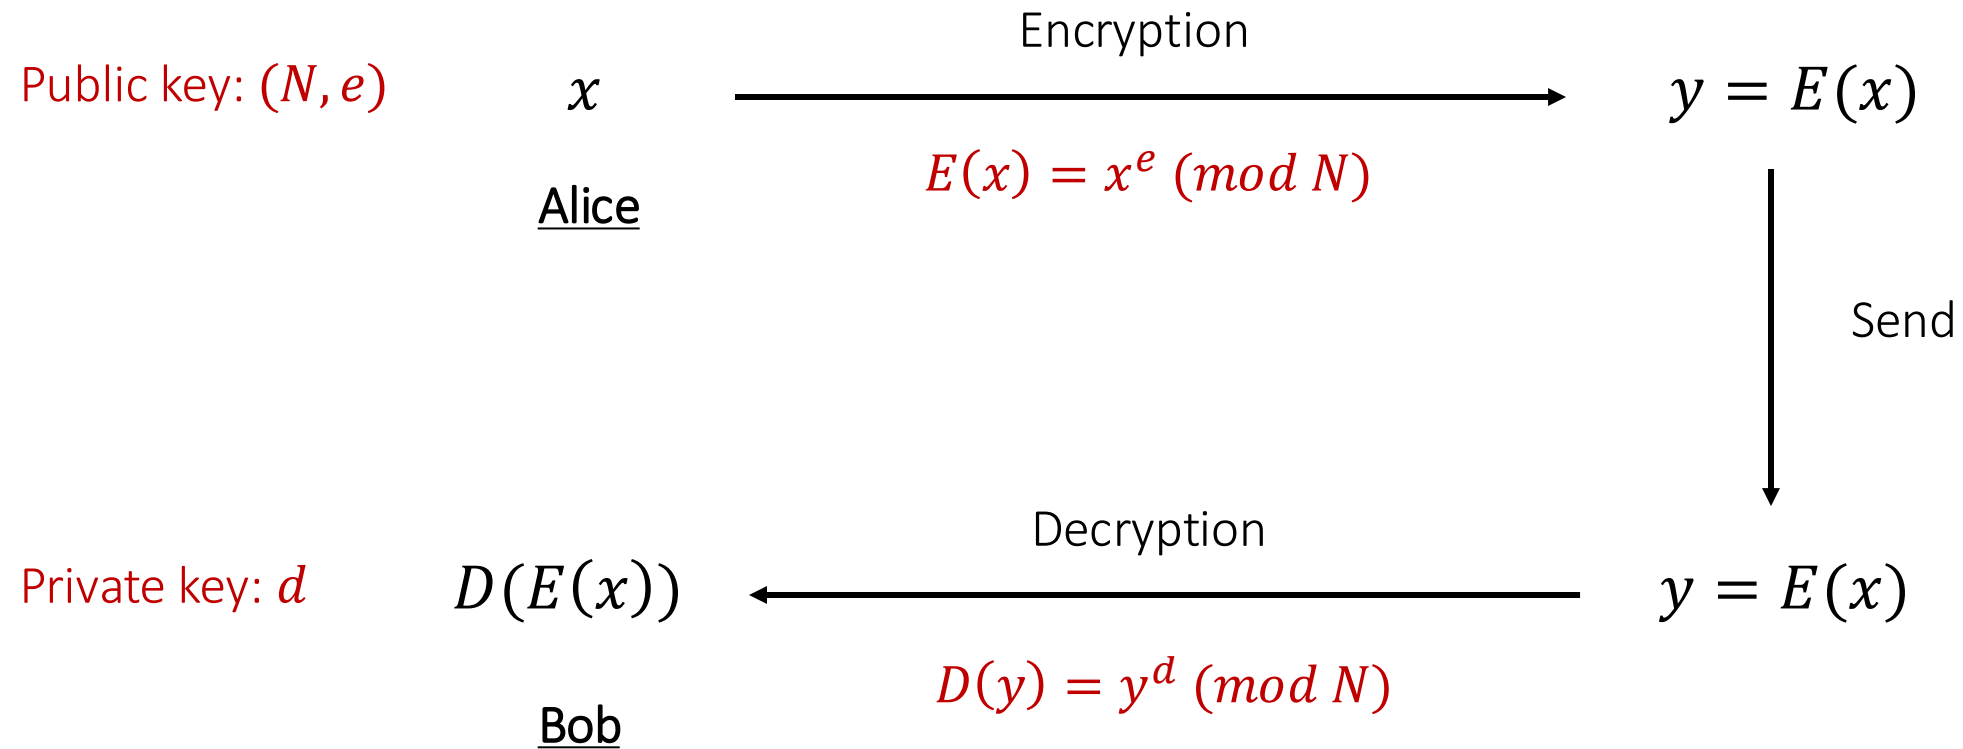 Encryption
Public key: (N, e)
x
y = E(x)
E(x) = x^e (mod N)
Alice
Send
Decryption
Private key: d
D(E(x))
y = E(x)
D(y) = y^d (mod N)
Bob